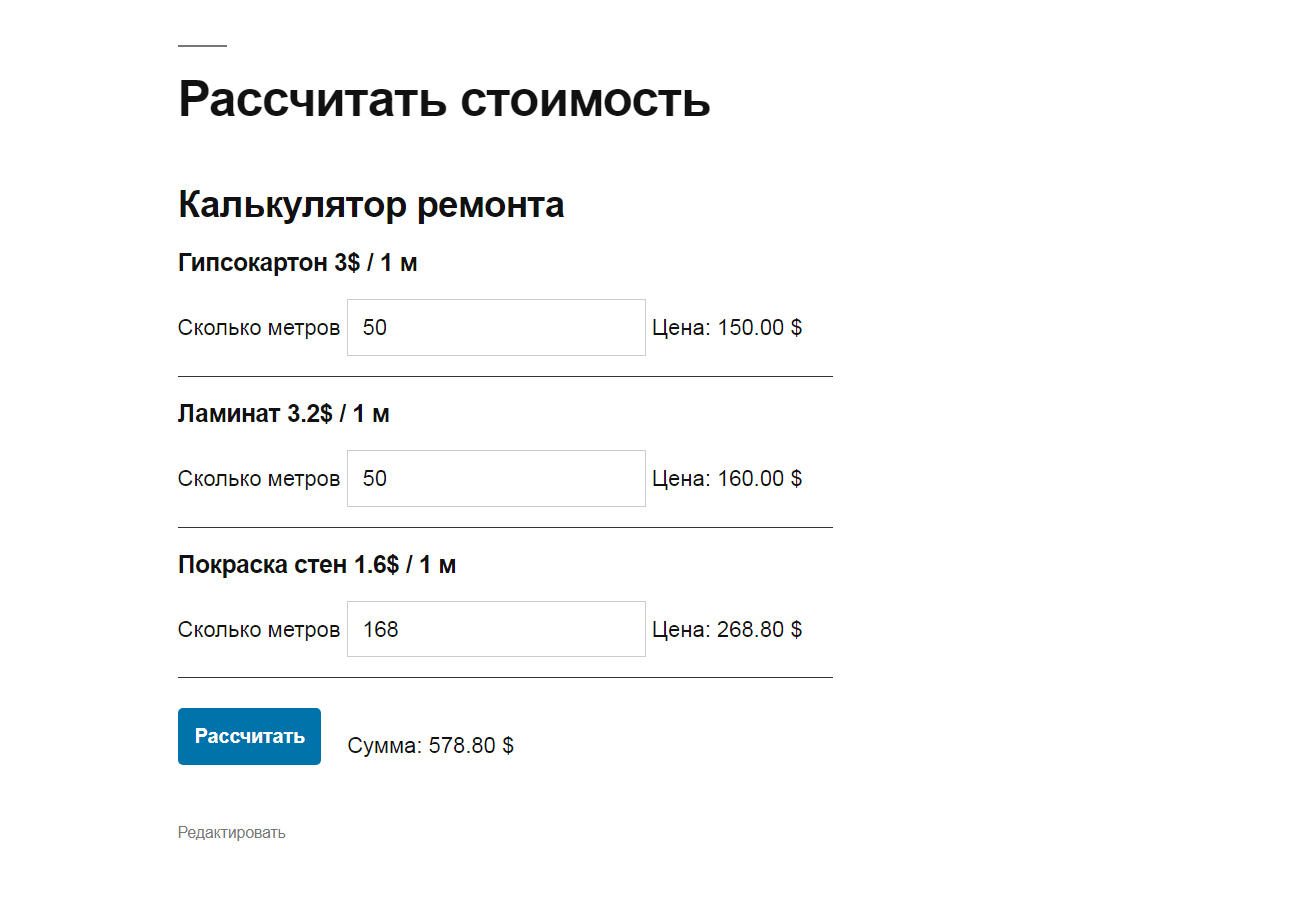 Рассчитать стоимость
Калькулятор ремонта
Гипсокартон 3$ / 1 м
Сколько метров 50 Цена: 150.00 $
Ламинат 3.2$ / 1 м
Сколько метров 50 Цена: 160.00 $
Покраска стен 1.6$ / 1 м
Сколько метров 168 Цена: 268.80 $
Рассчитать Сумма: 578.80 $
Редактировать